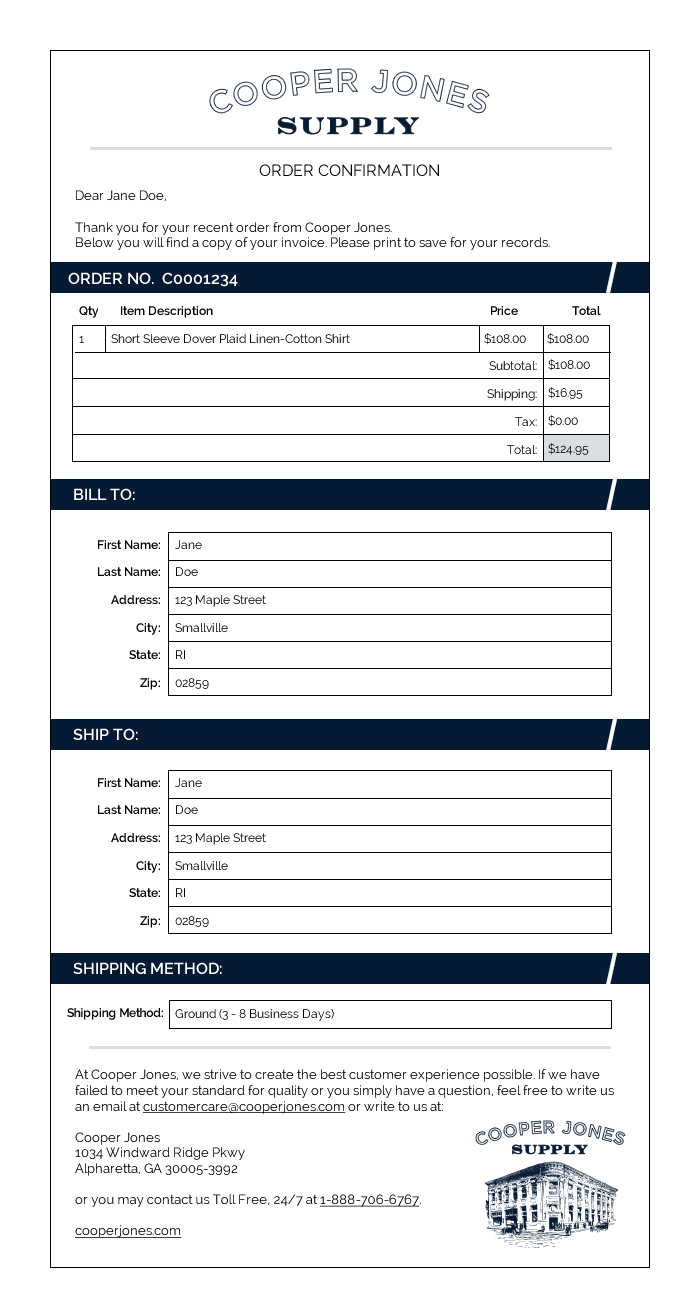 COOPER JONES
SUPPLY
ORDER CONFIRMATION
Dear Jane Doe,
Thank you for your recent order from Cooper Jones.
Below you will find a copy of your invoice. Please print to save for your records.
ORDER NO. C0001234
Qty Item Description Price Total
1 Short Sleeve Dover Plaid Linen-Cotton Shirt $108.00 $108.00
Subtotal: $108.00
Shipping: $16.95
Tax: $0.00
Total: $124.95
BILL TO:
First Name: Jane
Last Name: Doe
Address: 123 Maple Street
City: Smallville
State: RI
Zip: 02859
SHIP TO:
First Name: Jane
Last Name: Doe
Address: 123 Maple Street
City: Smallville
State: RI
Zip: 02859
SHIPPING METHOD:
Shipping Method: Ground (3 - 8 Business Days)
At Cooper Jones, we strive to create the best customer experience possible. If we have
failed to meet your standard for quality or you simply have a question, feel free to write us
an email at customercare@cooperjones.com or write to us at:
Cooper Jones
1034 Windward Ridge Pkwy
Alpharetta, GA 30005-3992
or you may contact us Toll Free, 24/7 at 1-888-706-6767.
cooperjones.com
COOPER JONES
SUPPLY